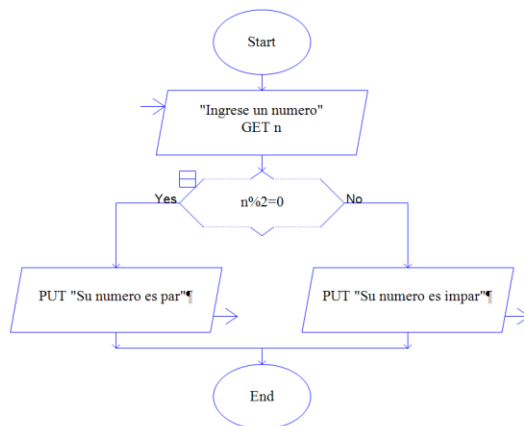 Start
"Ingrese un numero"
GET n
Yes
n%2=0
No
PUT "Su numero es par"¶
PUT "Su numero es impar"¶
End